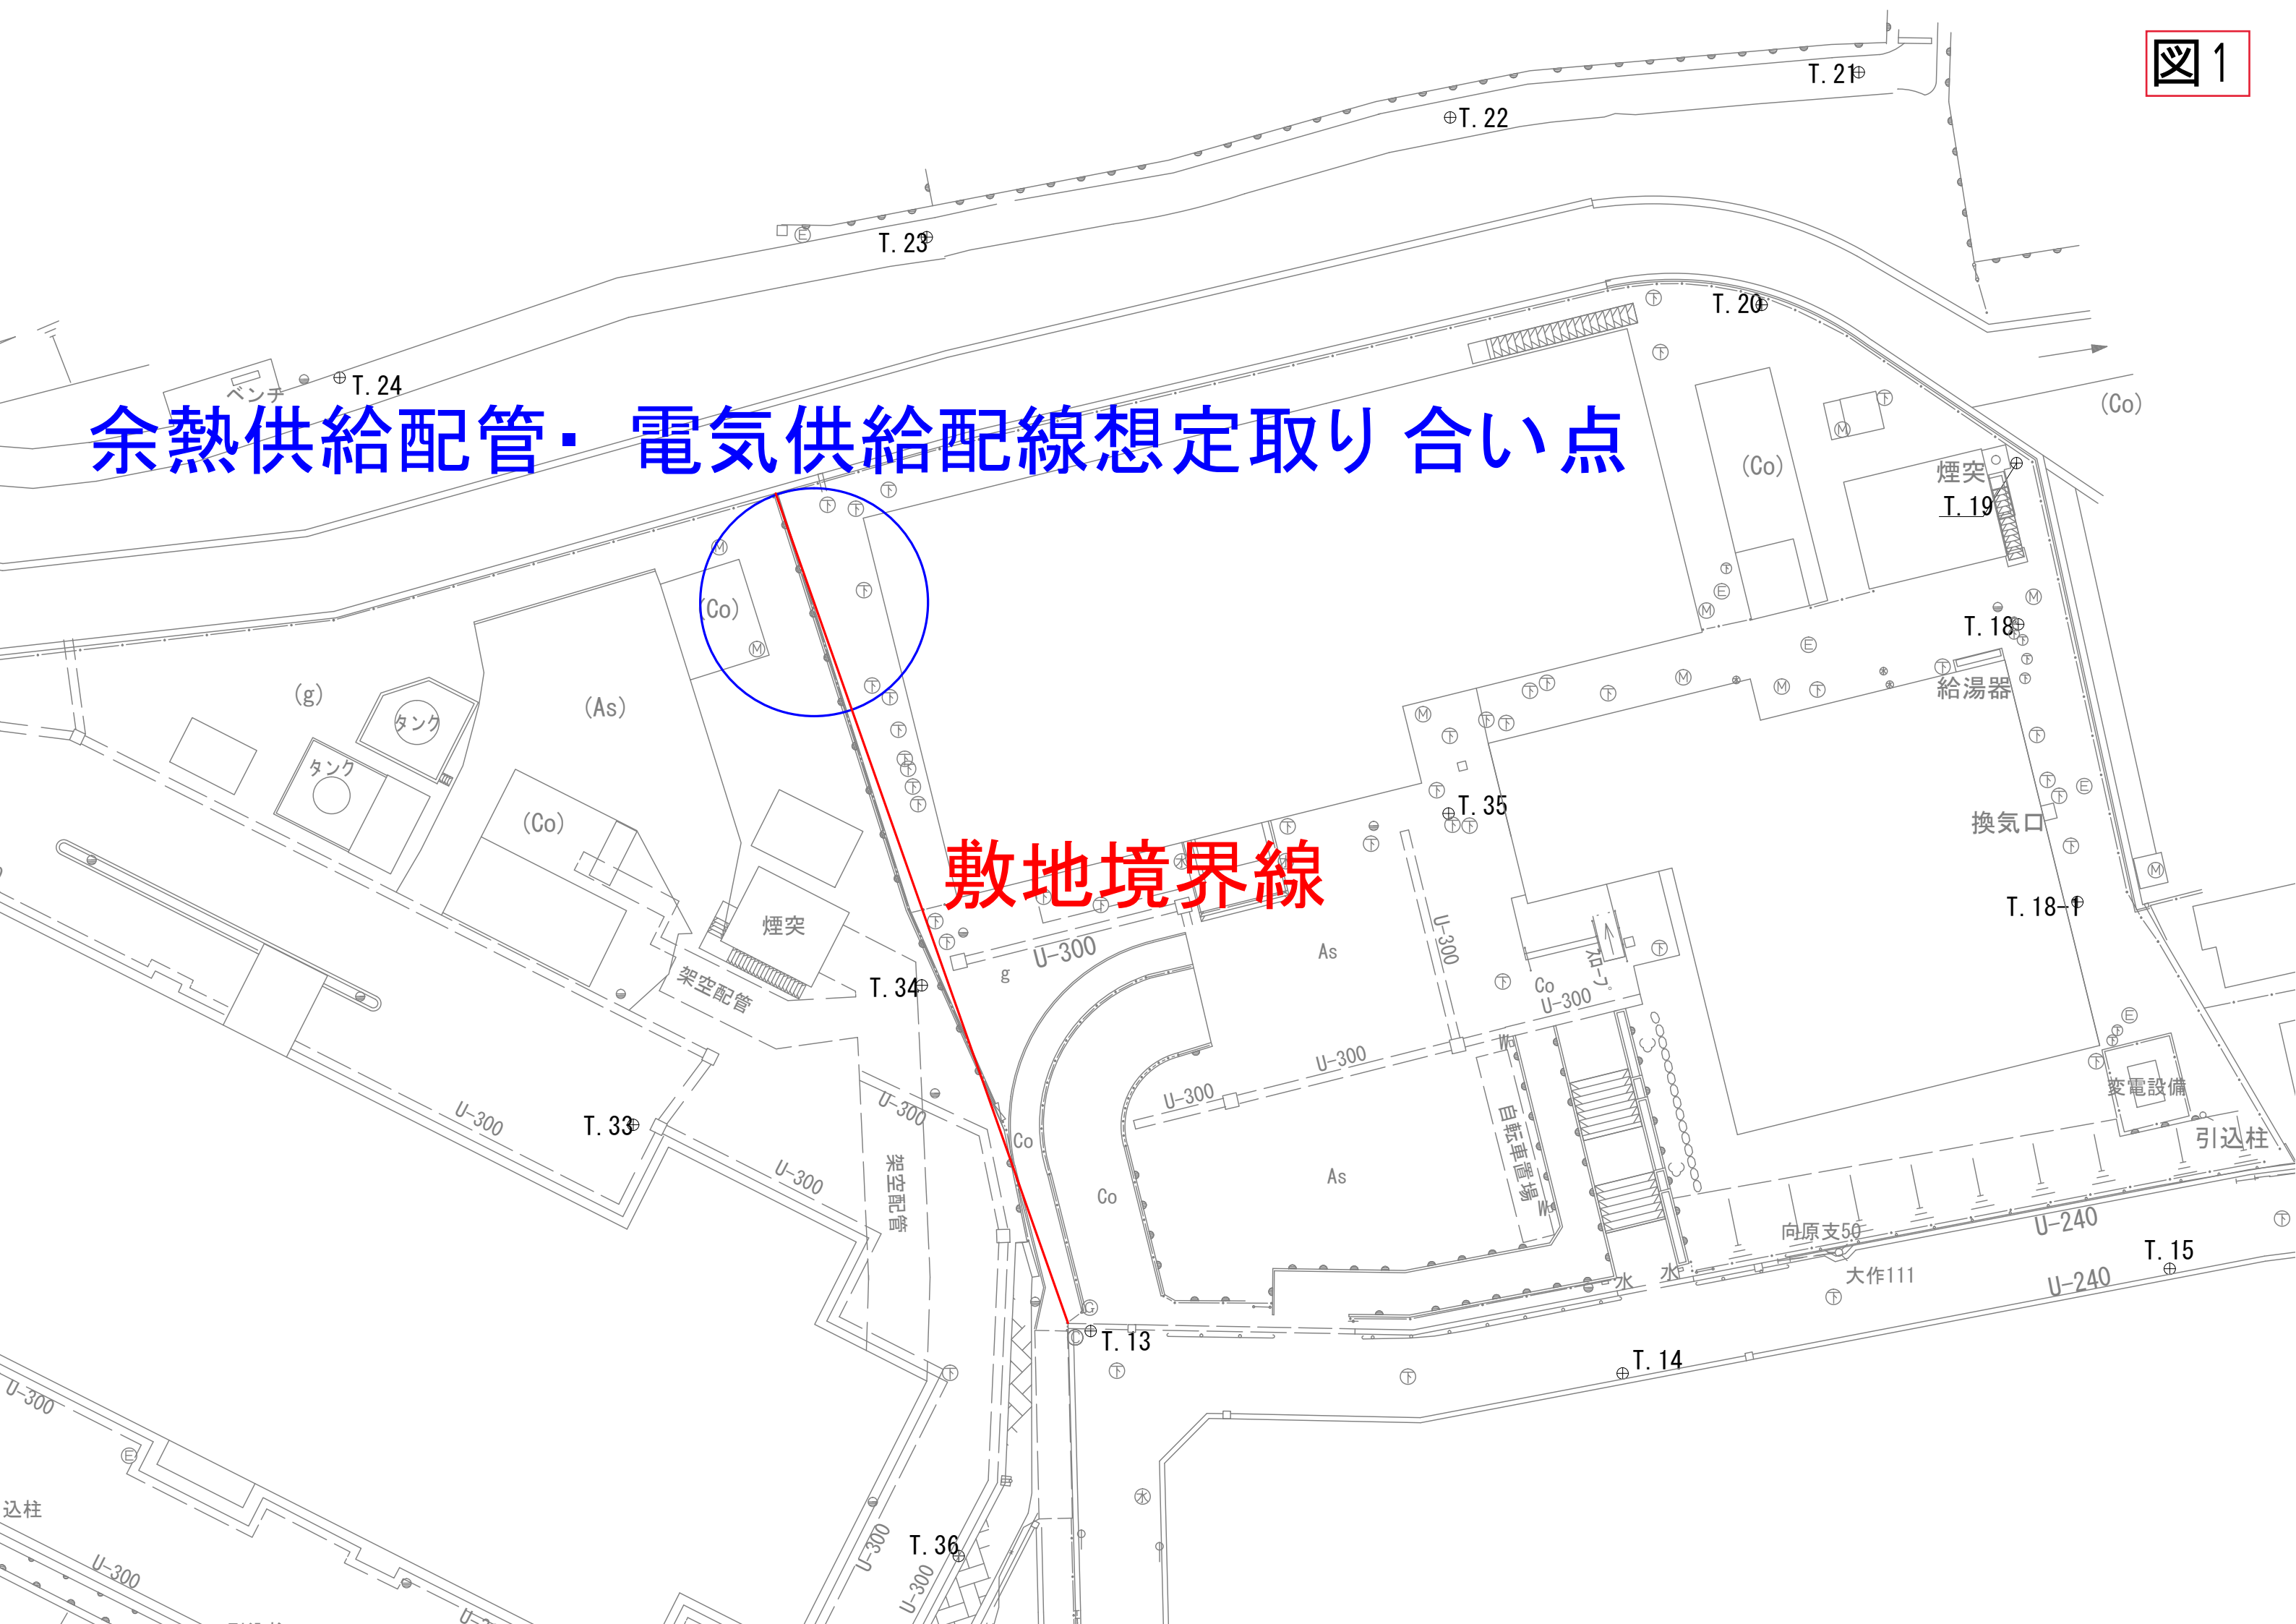 図1
T.21
T.22
T.23
T.20
T.24
ベンチ
(Co)
余熱供給配管・電気供給配線想定取り合い点
(Co)
煙突
T.19
(Co)
T.18
(g)
(As)
給湯器
タンク
タンク
T.35
(Co)
換気口
敷地境界線
T.18-1
煙突
U-300
As
U-300
g
架空配管
T.34
Co
スロープ
U-300
U-300
U-300
U-300
変電設備
U-300
T.33
Co
自転車置場
引込柱
U-300
架空配管
Co
As
向原支50
U-240
T.15
大作111
水
水
U-240
T.13
T.14
U-300
込柱
U-300
T.36
U-300
U-300